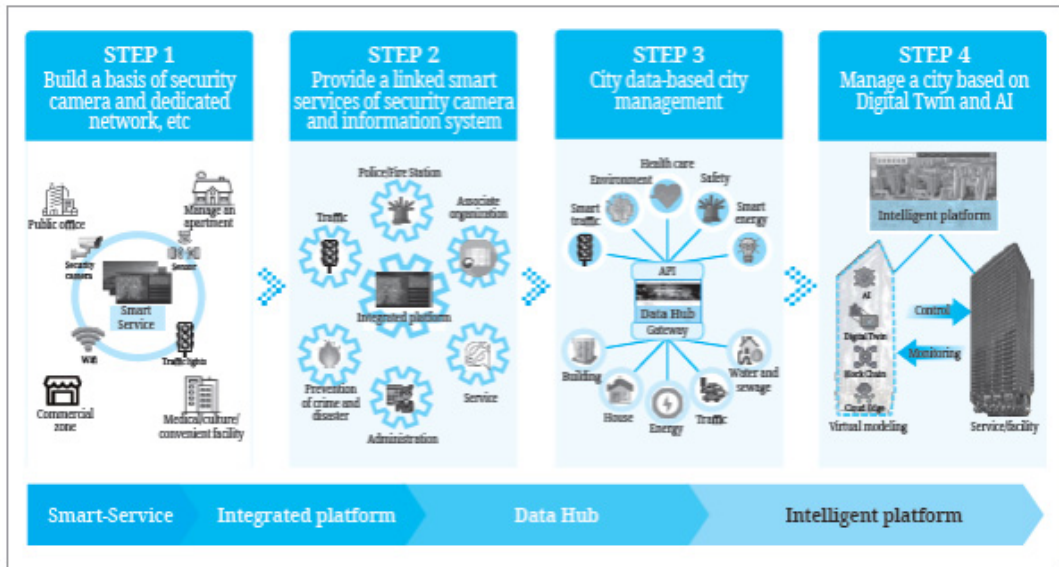 STEP 1
Build a basis of security
camera and dedicated
network, etc
Public office
Manage an
apartment
Security
camera
Sensor
Smart
Service
Wifi
Traffic lights
Commercial
zone
Medical/culture/
convenient facility
STEP 2
Provide a linked smart
services of security camera
and information system
Police/Fire Station
Traffic
Associate
organization
Integrated platform
Prevention
of crime and
disaster
Service
Administration
STEP 3
City data-based city
management
Health care
Environment
Safety
Smart
traffic
Smart
energy
API
Data Hub
Gateway
Building
Water and
sewage
House
Energy
Traffic
STEP 4
Manage a city based on
Digital Twin and AI
Intelligent platform
AI
Digital Twin
Block Chain
Cloud Edge
Control
Monitoring
Virtual modeling
Service/facility
Smart-Service
Integrated platform
Data Hub
Intelligent platform